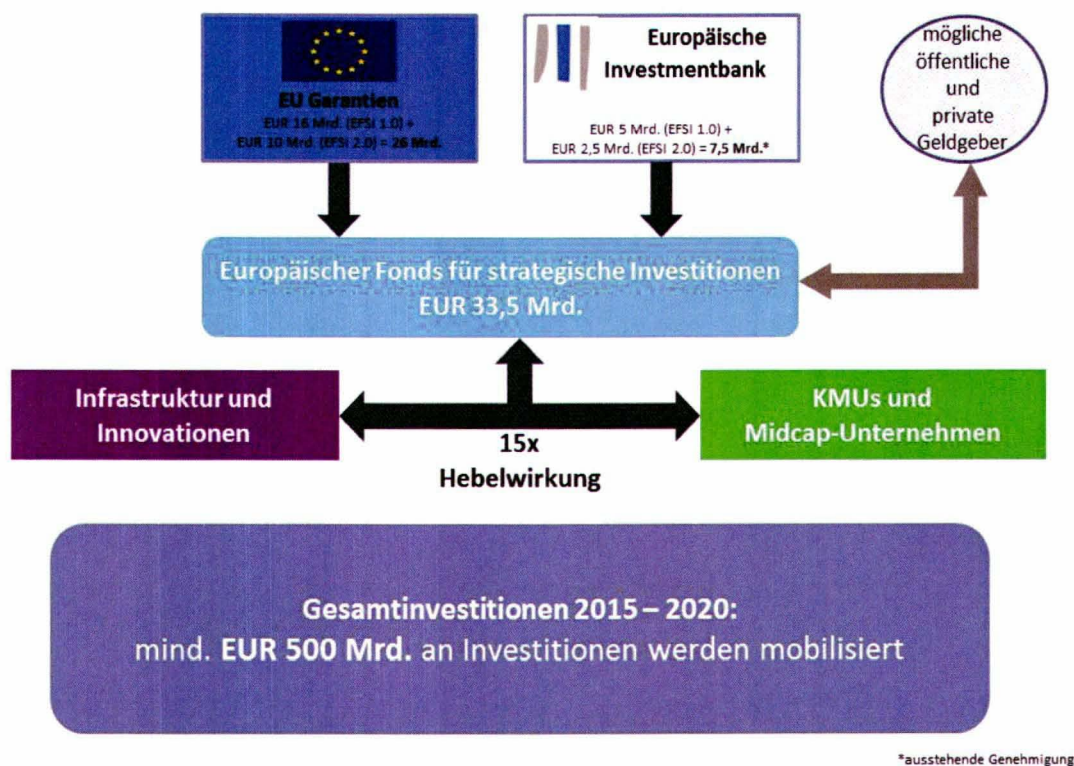 EU Garantien
EUR 16 Mrd. (EFSI 1.0) +
EUR 10 Mrd. (EFSI 2.0) = 26 Mrd.
Europäische
Investmentbank
EUR 5 Mrd. (EFSI 1.0) +
EUR 2,5 Mrd. (EFSI 2.0) = 7,5 Mrd.*
mögliche
öffentliche
und
private
Geldgeber
Europäischer Fonds für strategische Investitionen
EUR 33,5 Mrd.
Infrastruktur und
Innovationen
15x
Hebelwirkung
KMUs und
Midcap-Unternehmen
Gesamtinvestitionen 2015 – 2020:
mind. EUR 500 Mrd. an Investitionen werden mobilisiert
*ausstehende Genehmigung